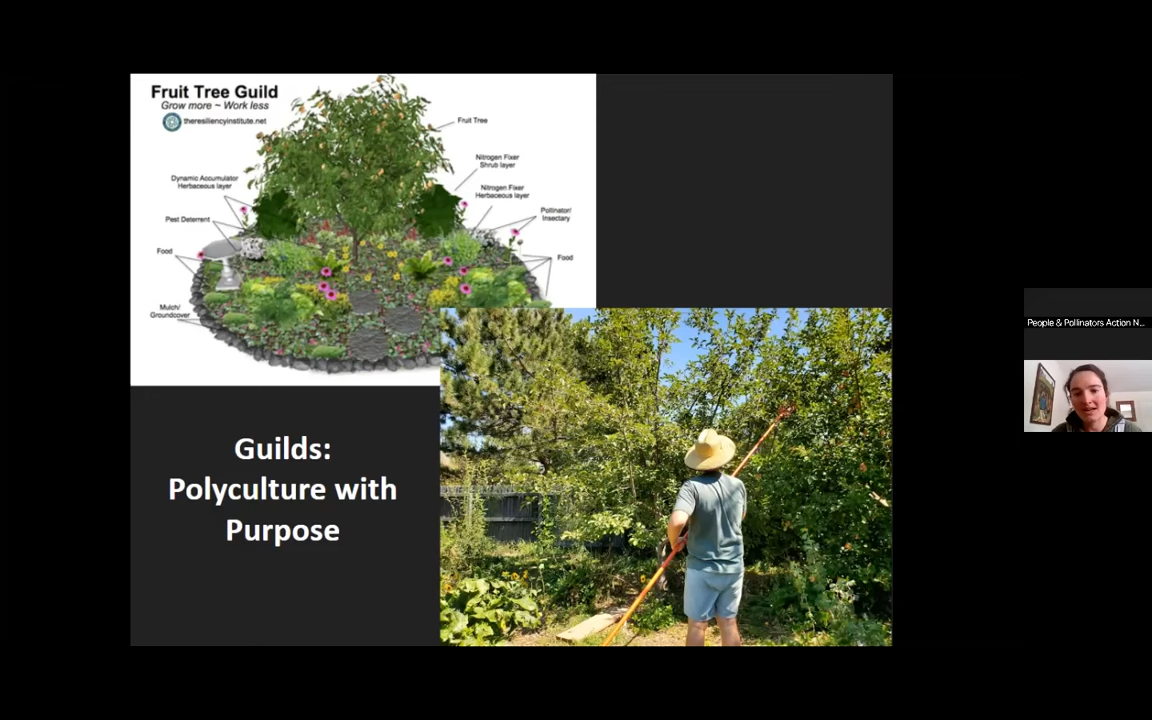 Fruit Tree Guild
Grow more ~ Work less
theresiliencyinstitute.net
Fruit Tree
Nitrogen Fixer
Shrub layer
Dynamic Accumulator
Herbaceous layer
Nitrogen Fixer
Herbaceous layer
Pest Deterrent
Pollinator/
Insectary
Food
Food
Mulch/
Groundcover
Guilds:
Polyculture with
Purpose
People & Pollinators Action N...